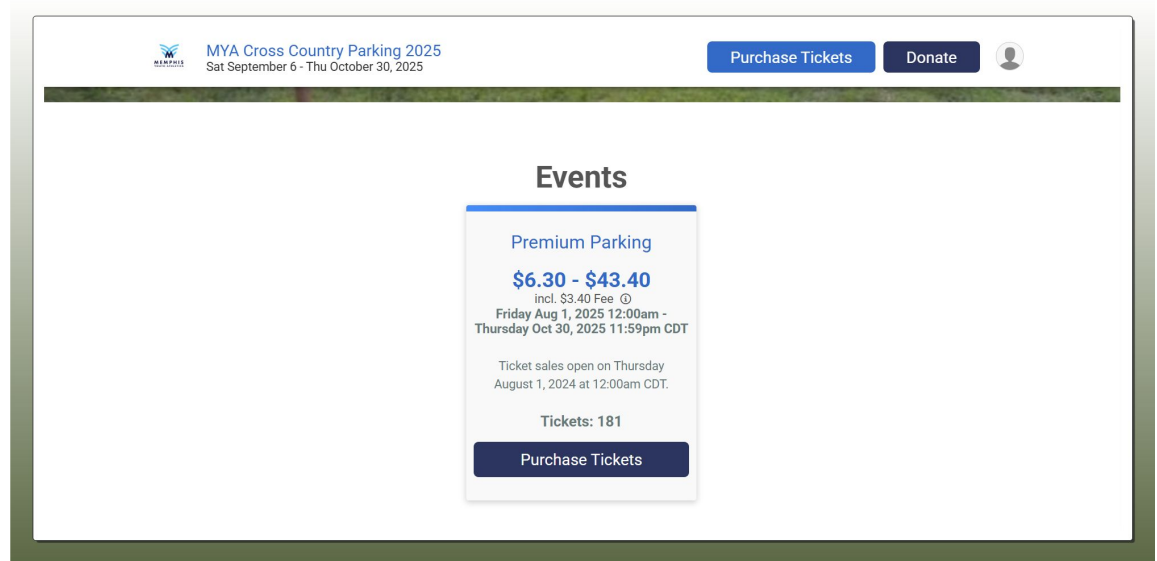 MYA Cross Country Parking 2025
Sat September 6 - Thu October 30, 2025
Purchase Tickets
Donate
MEMPHIS
Events
Premium Parking
$6.30 - $43.40
incl. $3.40 Fee
Friday Aug 1, 2025 12:00am -
Thursday Oct 30, 2025 11:59pm CDT
Ticket sales open on Thursday
August 1, 2024 at 12:00am CDT.
Tickets: 181
Purchase Tickets